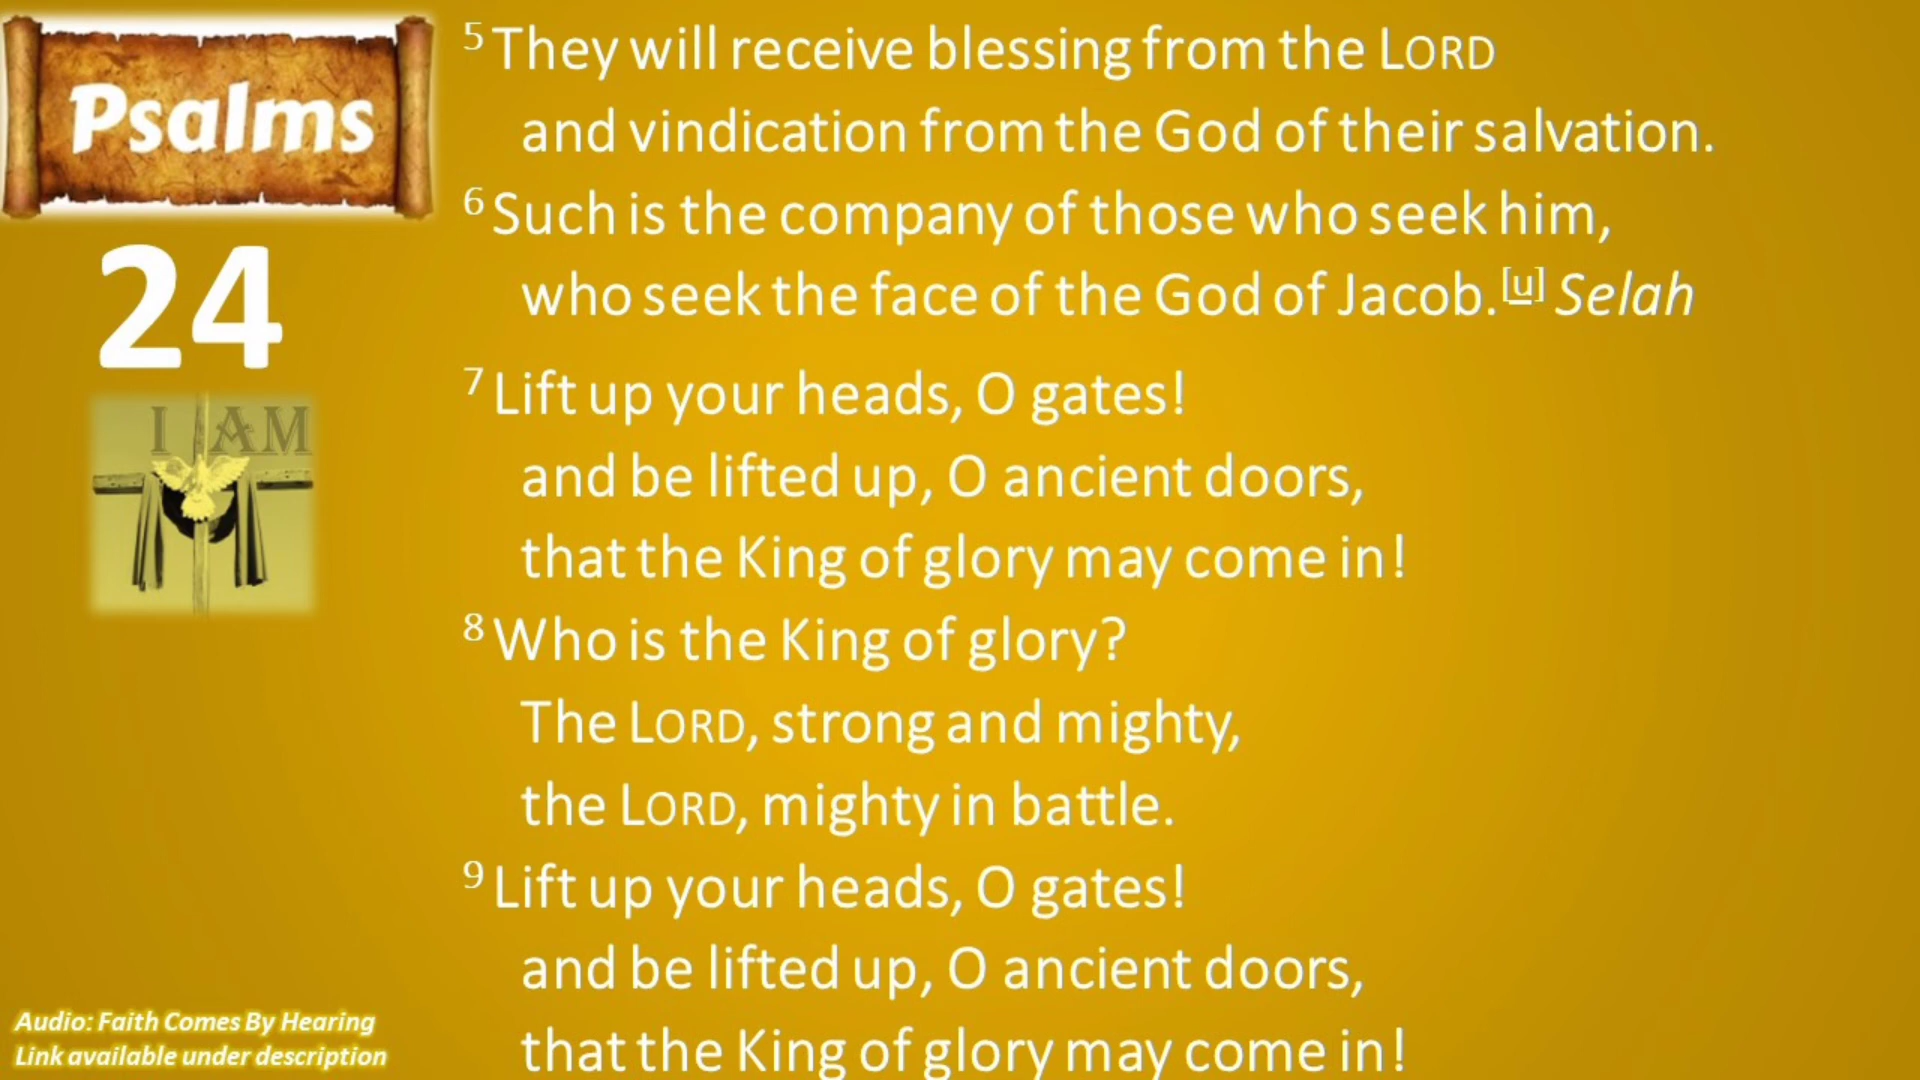 Psalms
24
I AM
5 They will receive blessing from the LORD
and vindication from the God of their salvation.
6 Such is the company of those who seek him,
who seek the face of the God of Jacob.[u] Selah
7 Lift up your heads, O gates!
and be lifted up, O ancient doors,
that the King of glory may come in!
8 Who is the King of glory?
The LORD, strong and mighty,
the LORD, mighty in battle.
9 Lift up your heads, O gates!
and be lifted up, O ancient doors,
that the King of glory may come in!
Audio: Faith Comes By Hearing
Link available under description